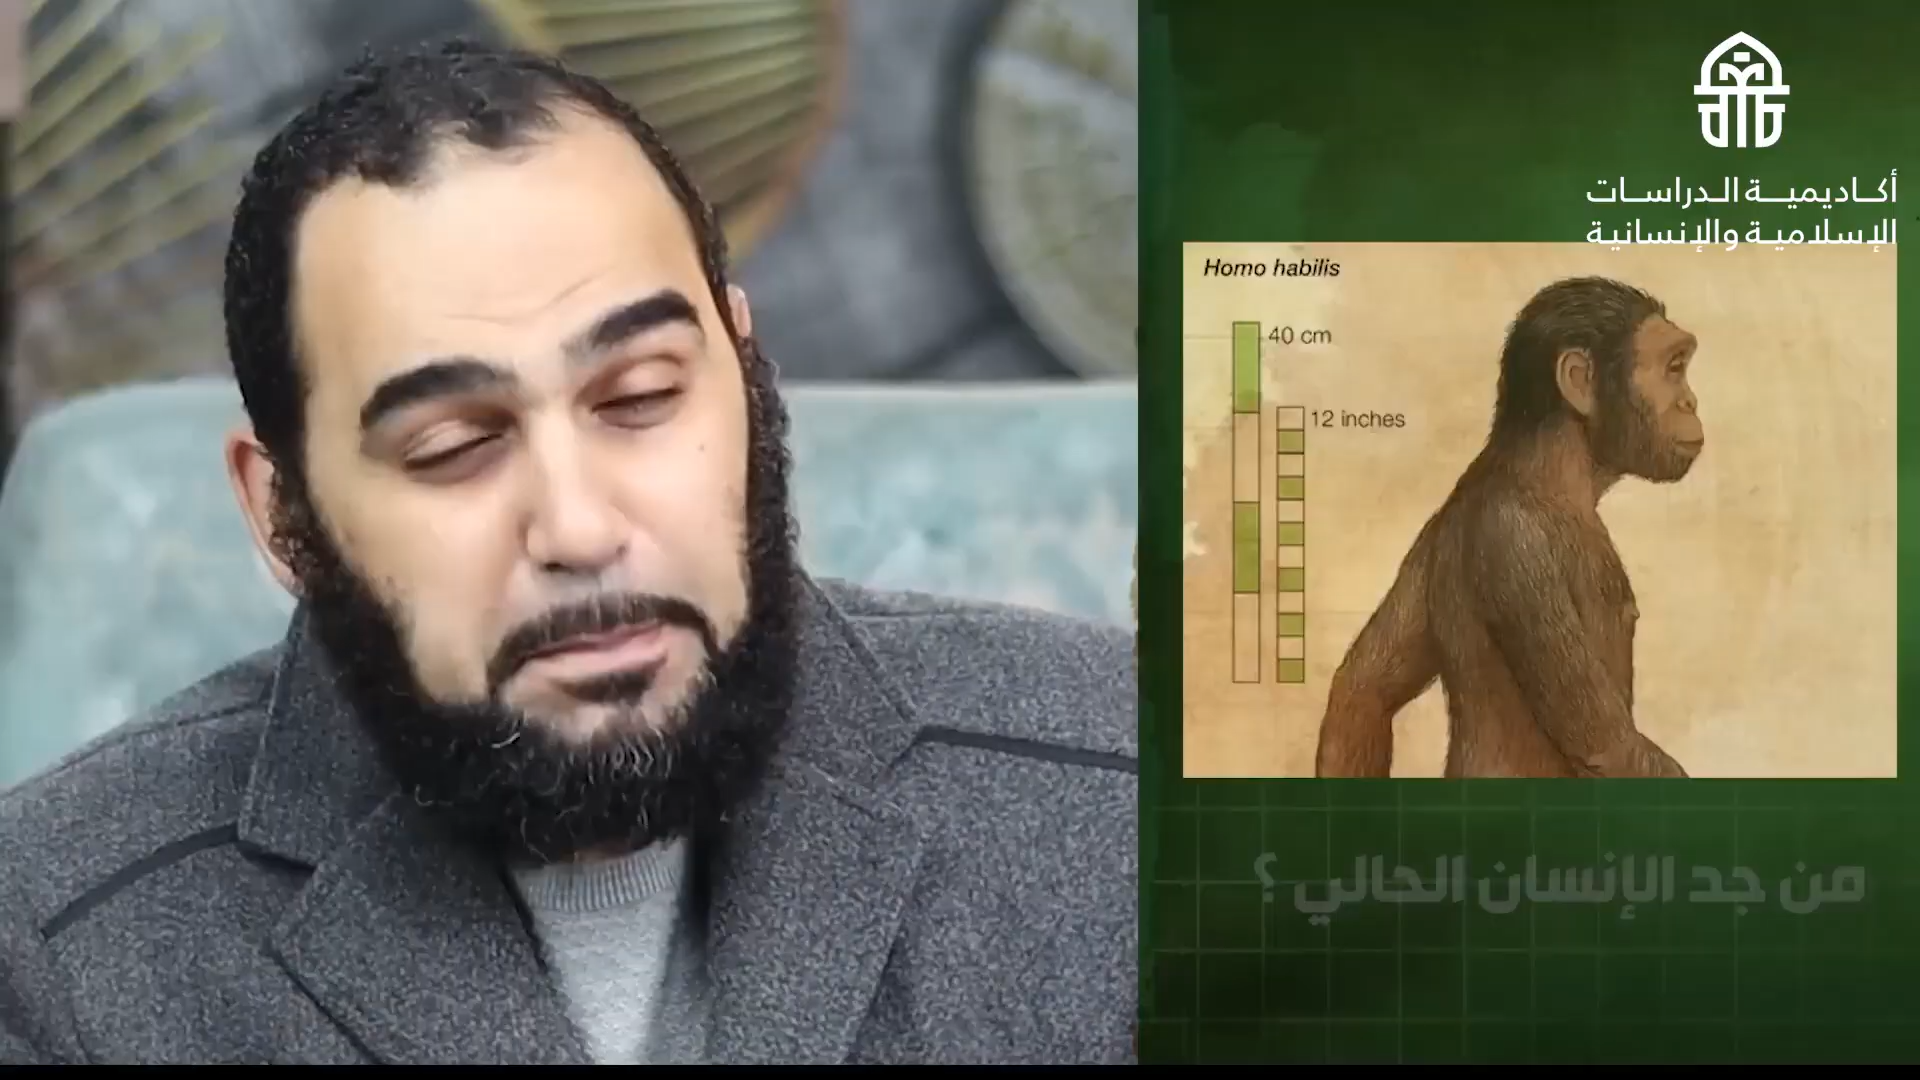 أكاديمية الدراسات
الإسلامية والإنسانية
Homo habilis
40 cm
12 inches
من جد الإنسان الحالي ؟